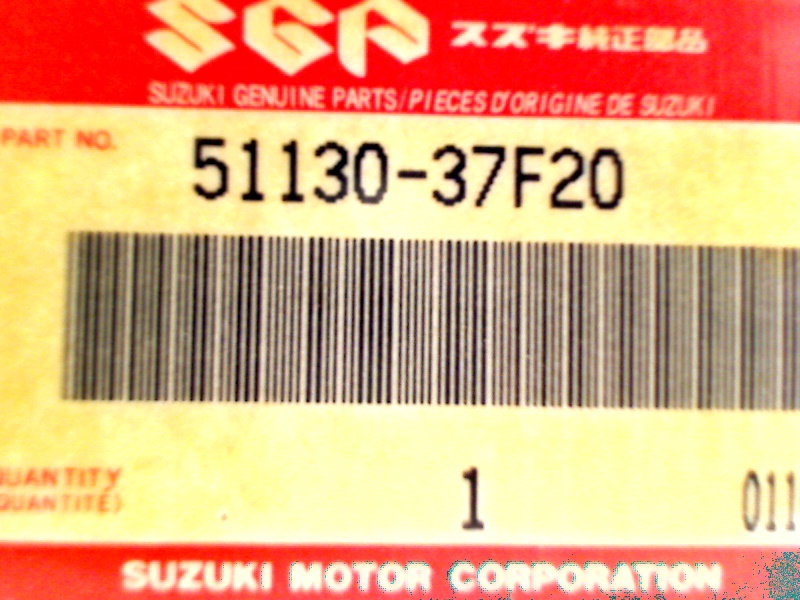 SGP スズキ純正部品
SUZUKI GENUINE PARTS/PIECES D'ORIGINE DE SUZUKI
PART NO.
51130-37F20
QUANTITY
QUANTITÉ)
1
011
SUZUKI MOTOR CORPORATION